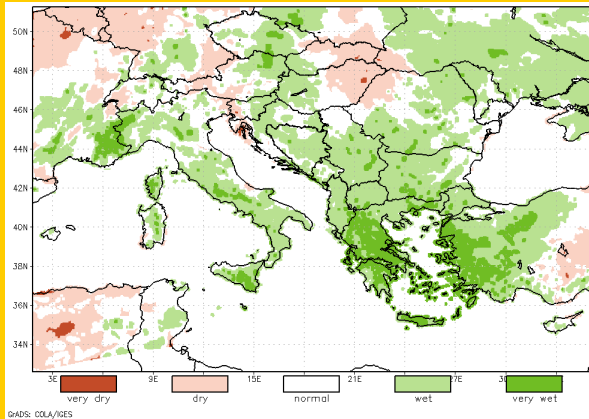 50N
48N
46N
44N
42N
40N
38N
36N
34N
3E 9E 15E 21E 27E
very dry dry normal wet very wet
GrADS: COLA/IGES